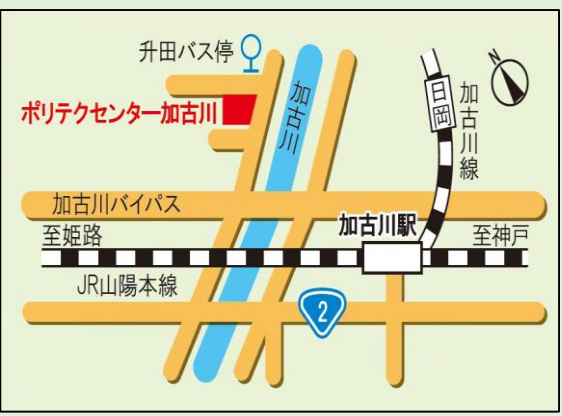 升田バス停
N
ポリテクセンター加古川
加古川
日岡
加古川線
加古川バイパス
至姫路
加古川駅
至神戸
JR山陽本線
2